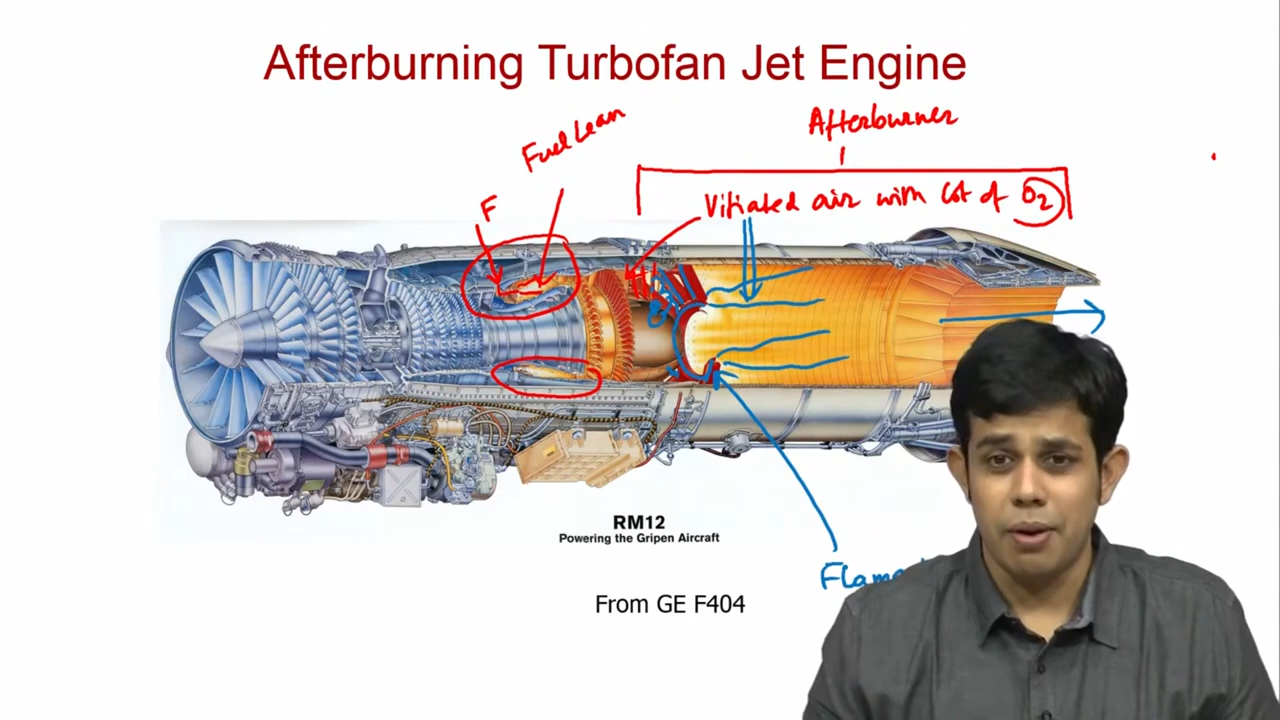 Afterburning Turbofan Jet Engine
Afterburner
Fuel Lean
Vitiated air with lot of O2
F
RM12
Powering the Gripen Aircraft
From GE F404